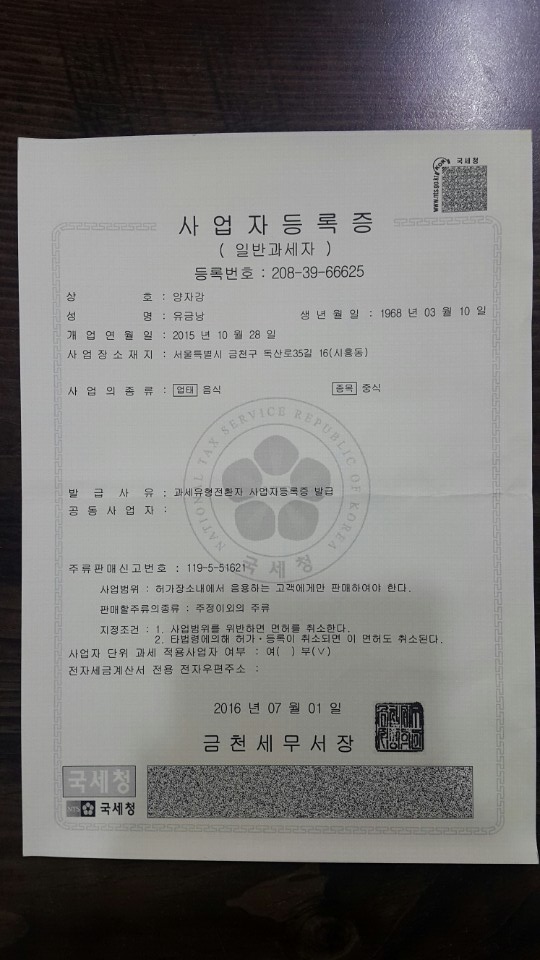 국세청
사업자등록증
( 일반과세자 )
등록번호 : 208-39-66625
상 호 : 양자강
성 명 : 유금낭 생년월일 : 1968 년 03 월 10 일
개업연월일 : 2015 년 10 월 28 일
사업장소재지 : 서울특별시 금천구 독산로35길 16(시흥동)
사업의종류 : 업태 음식 종목 중식
NATIONAL TAX SERVICE REPUBLIC OF KOREA
국세청
발급사유 : 과세유형전환자 사업자등록증 발급
공동사업자 :
주류판매신고번호 : 119-5-51621
사업범위 : 허가장소내에서 음용하는 고객에게만 판매하여야 한다.
판매할주류의종류 : 주정이외의 주류
지정조건 : 1. 사업범위를 위반하면 면허를 취소한다.
2. 타법령에의해 허가·등록이 취소되면 이 면허도 취소된다.
사업자 단위 과세 적용사업자 여부 : 여( ) 부(∨)
전자세금계산서 전용 전자우편주소 :
2016 년 07 월 01 일
금천세무서장
국세청
NTS 국세청